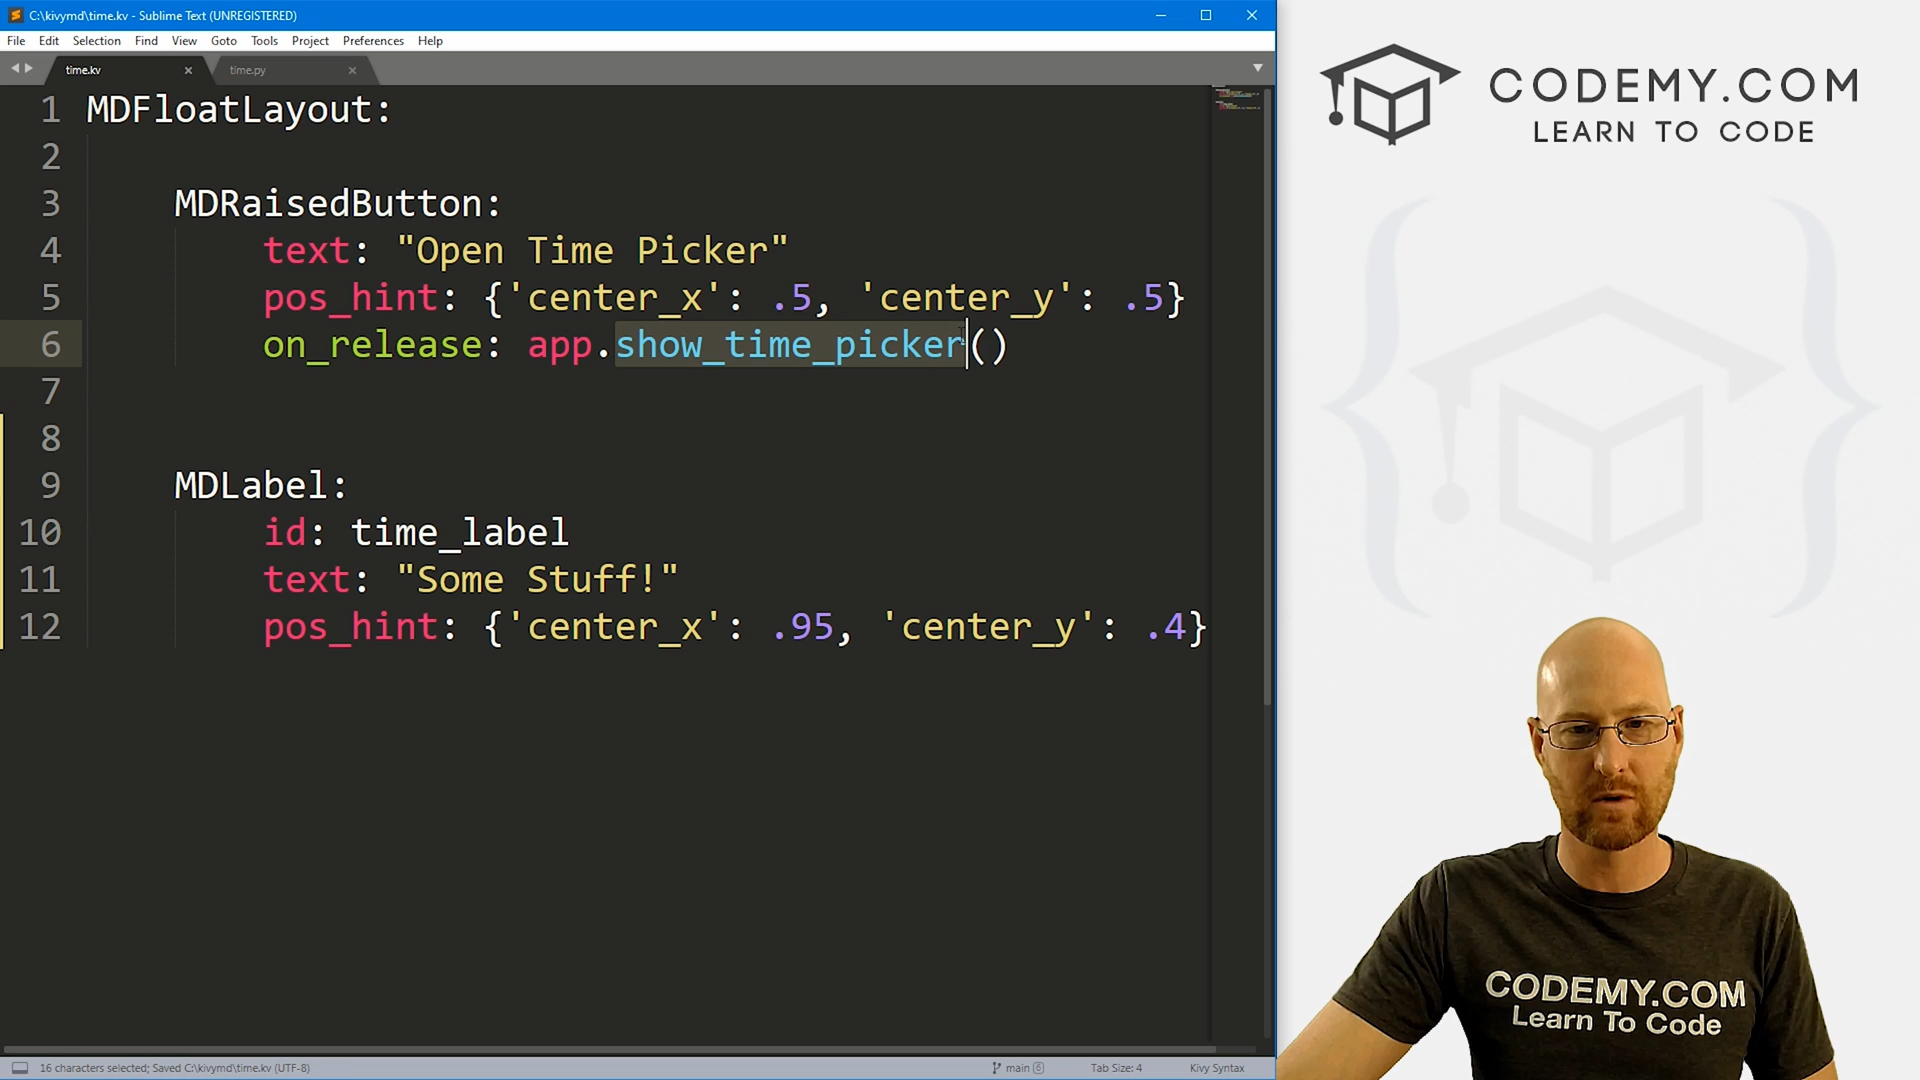 C:\kivymd\time.kv - Sublime Text (UNREGISTERED)
File Edit Selection Find View Goto Tools Project Preferences Help
time.kv
time.py
1 MDFloatLayout:
2
3 MDRaisedButton:
4 text: "Open Time Picker"
5 pos_hint: {'center_x': .5, 'center_y': .5}
6 on_release: app.show_time_picker()
7
8
9 MDLabel:
10 id: time_label
11 text: "Some Stuff!"
12 pos_hint: {'center_x': .95, 'center_y': .4}
16 characters selected; Saved C:\kivymd\time.kv (UTF-8)
main 6
Tab Size: 4
Kivy Syntax
CODEMY.COM
LEARN TO CODE
CODEMY.COM
Learn To Code